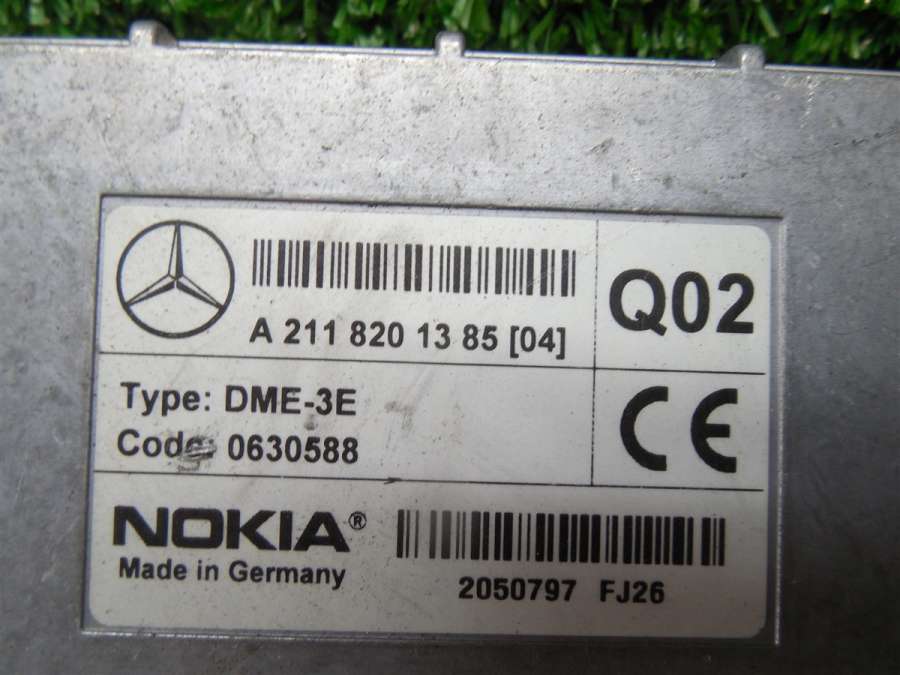 A 211 820 13 85 [04]
Q02
Type: DME-3E
Code: 0630588
CE
NOKIA®
Made in Germany
2050797 FJ26